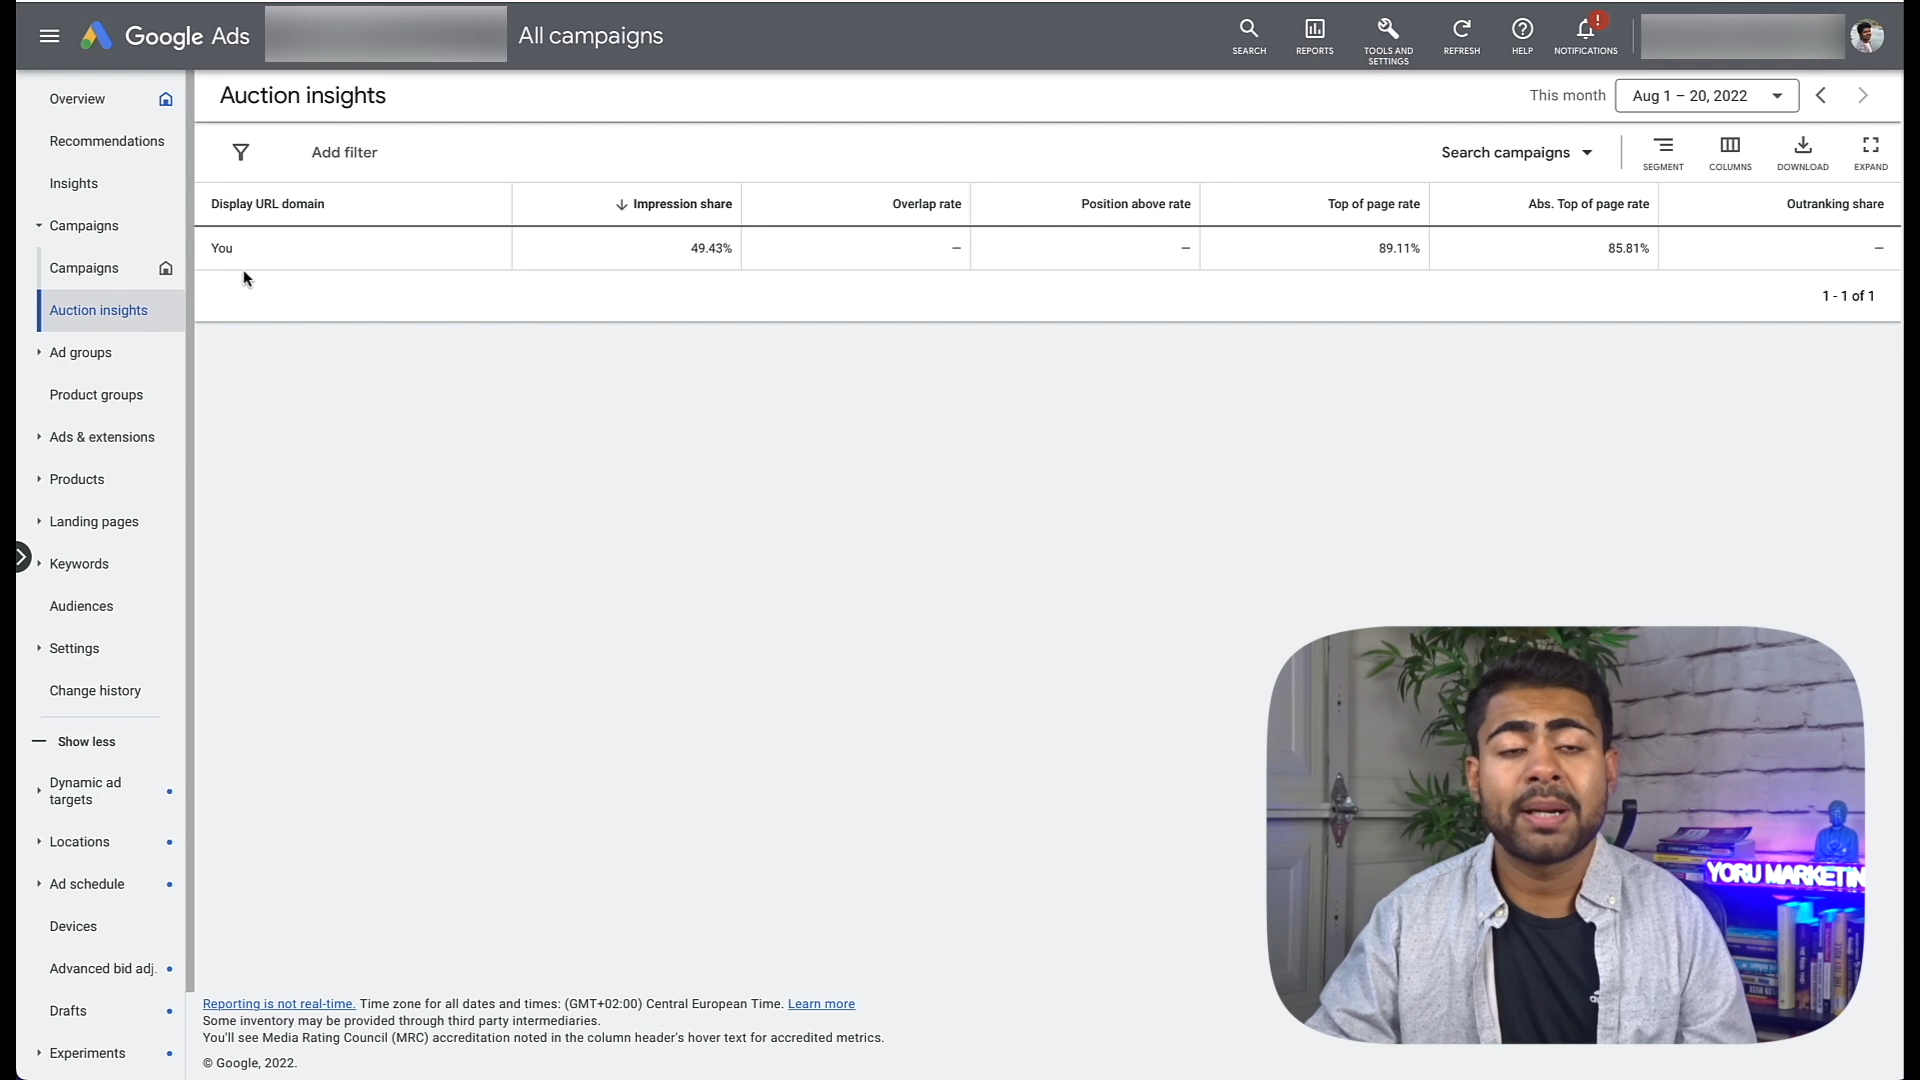 Google Ads
All campaigns
SEARCH
REPORTS
TOOLS AND
SETTINGS
REFRESH
HELP
!
NOTIFICATIONS
Overview
Recommendations
Insights
Campaigns
Campaigns
Auction insights
Ad groups
Product groups
Ads & extensions
Products
Landing pages
Keywords
Audiences
Settings
Change history
Show less
Dynamic ad
targets
Locations
Ad schedule
Devices
Advanced bid adj.
Drafts
Experiments
Auction insights
This month
Aug 1 – 20, 2022
Add filter
Search campaigns
SEGMENT
COLUMNS
DOWNLOAD
EXPAND
Display URL domain
Impression share
Overlap rate
Position above rate
Top of page rate
Abs. Top of page rate
Outranking share
You
49.43%
—
—
89.11%
85.81%
—
1 - 1 of 1
YORU MARKETIN
Reporting is not real-time. Time zone for all dates and times: (GMT+02:00) Central European Time. Learn more
Some inventory may be provided through third party intermediaries.
You'll see Media Rating Council (MRC) accreditation noted in the column header's hover text for accredited metrics.
© Google, 2022.